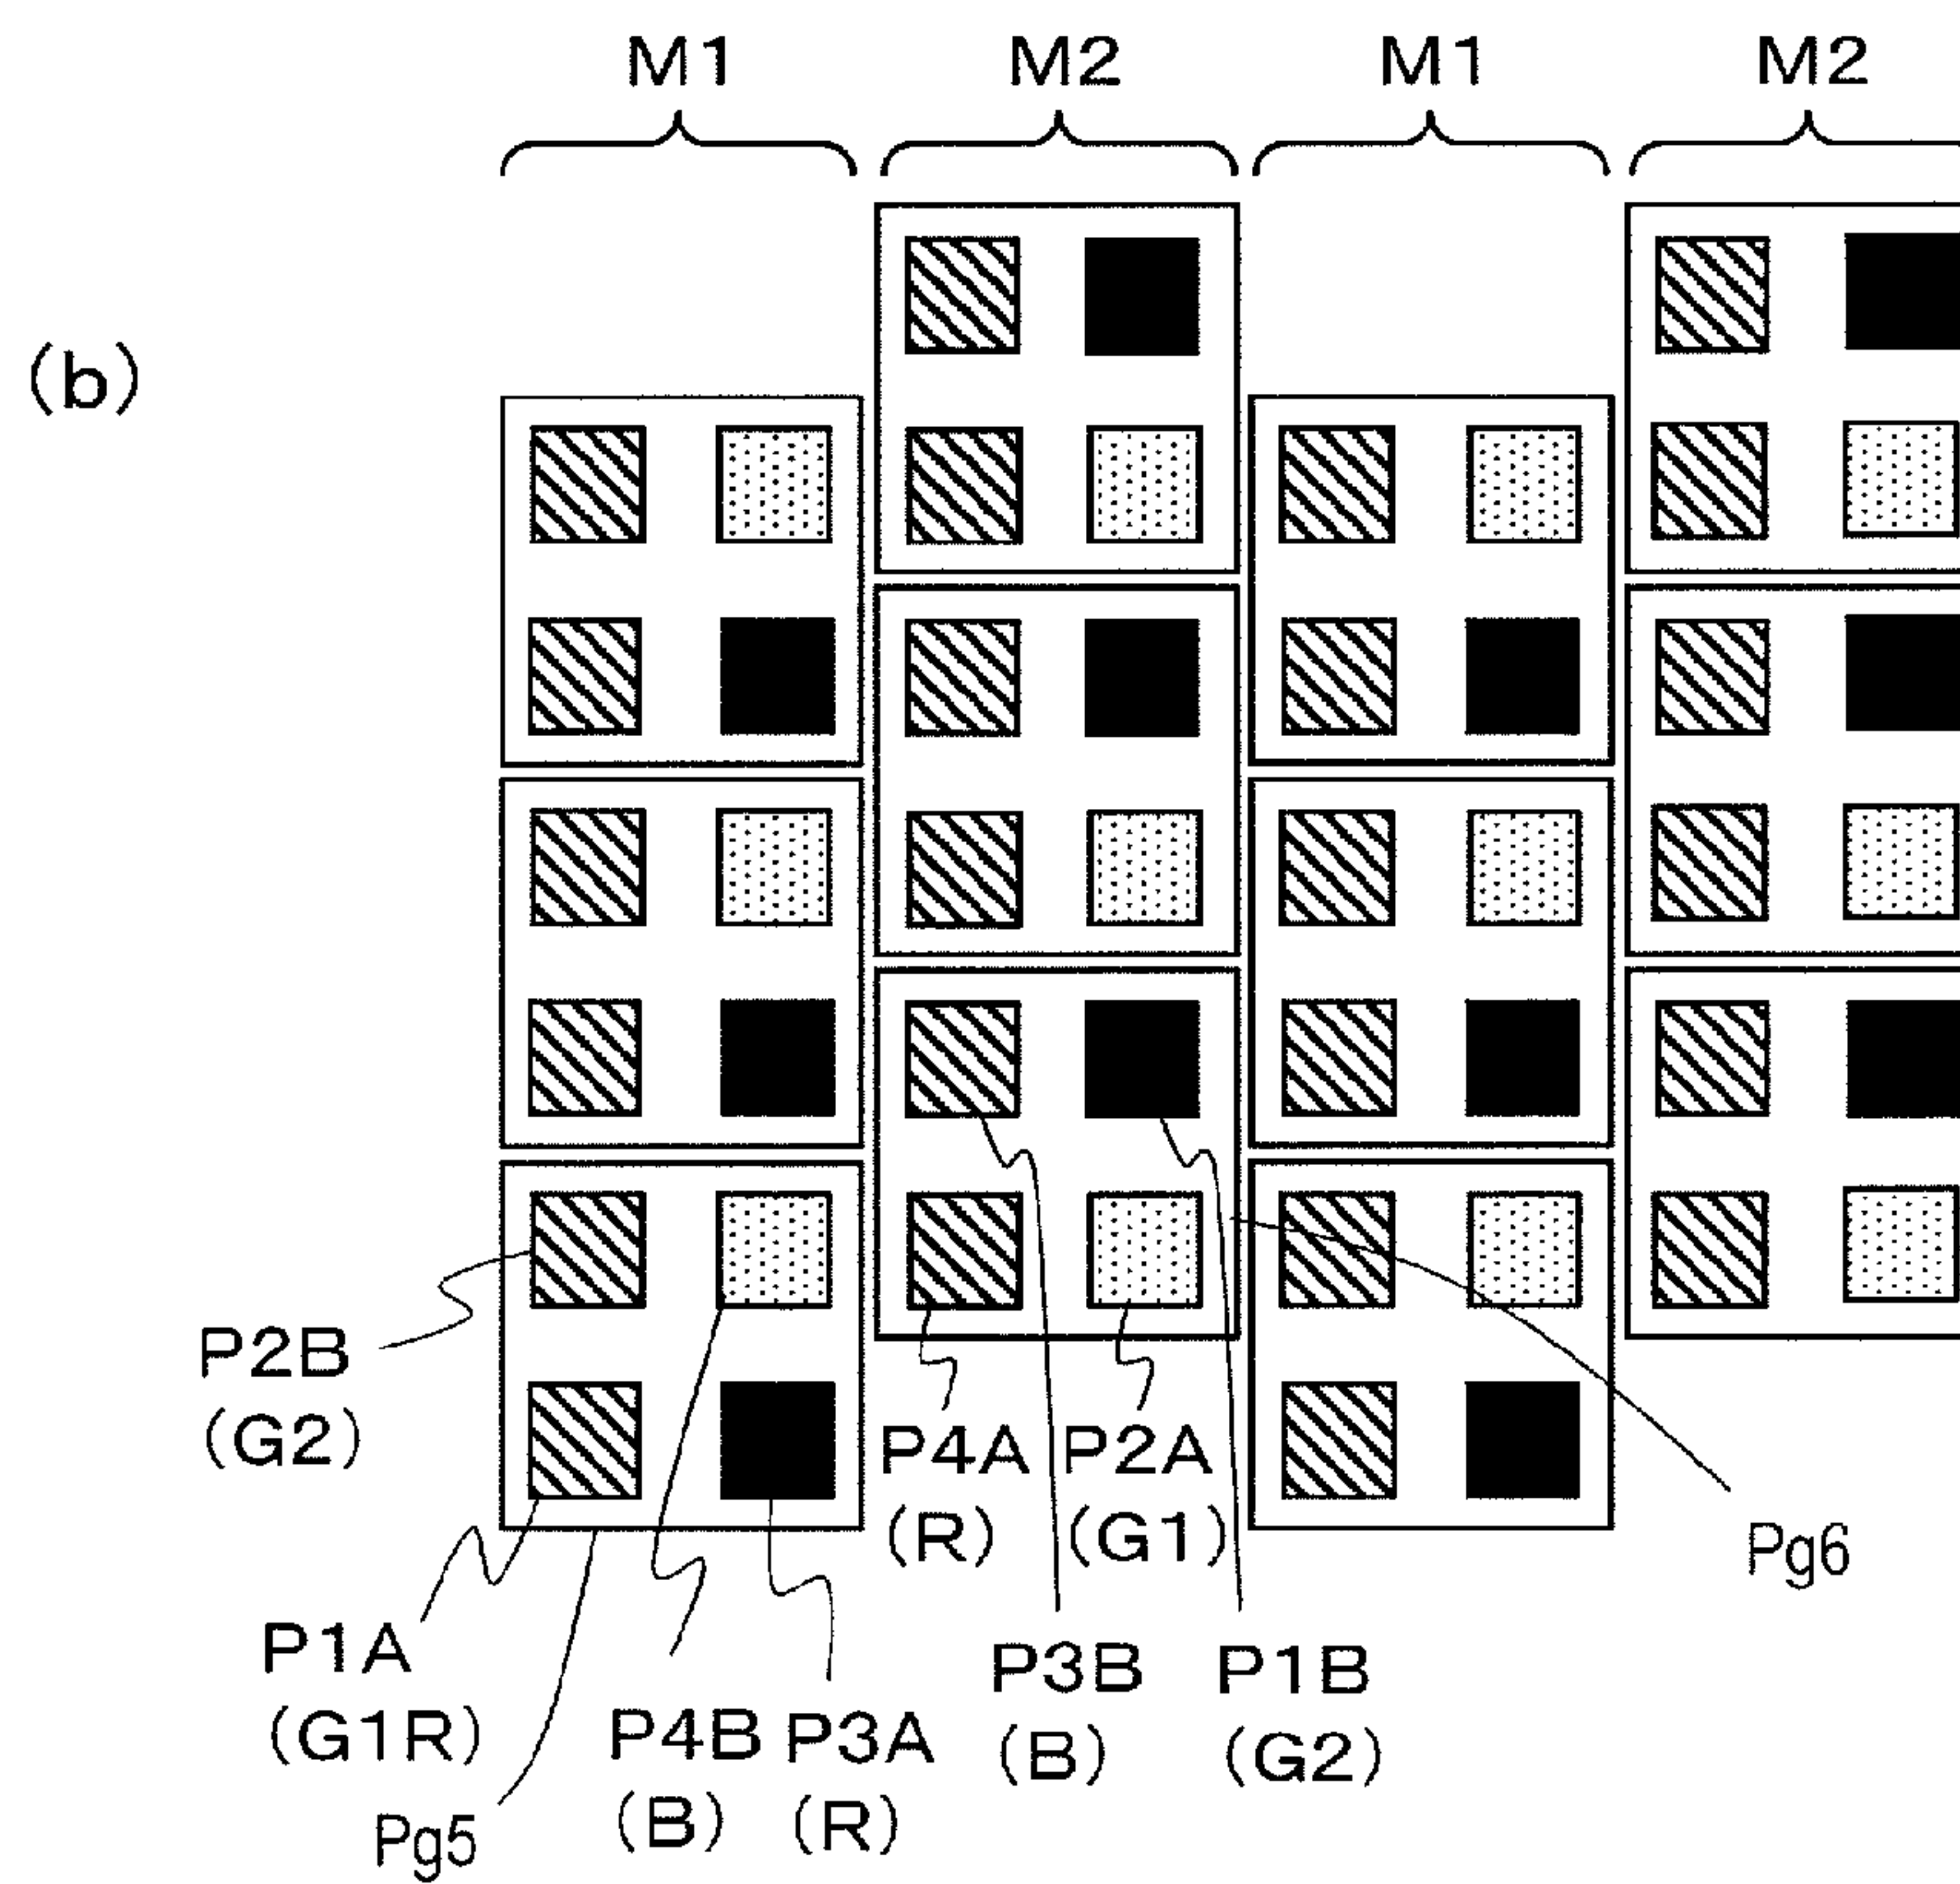 M1 M2 M1 M2
(b)
P2B
(G2)
P4A P2A
(R) (G1)
Pg6
P1A
(G1R)
P3B P1B
(B) (G2)
P4B P3A
(B) (R)
Pg5